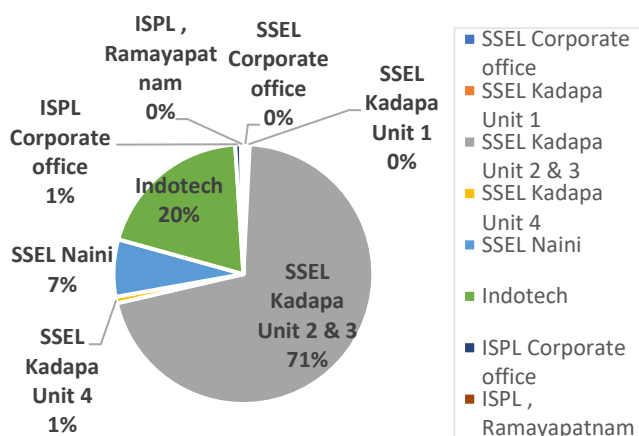 ISPL ,
Ramayapat
nam
0%
SSEL
Corporate
office
0%
SSEL
Kadapa
Unit 1
0%
ISPL
Corporate
office
1%
Indotech
20%
SSEL Naini
7%
SSEL
Kadapa
Unit 4
1%
SSEL
Kadapa
Unit 2 & 3
71%
SSEL Corporate
office
SSEL Kadapa
Unit 1
SSEL Kadapa
Unit 2 & 3
SSEL Kadapa
Unit 4
SSEL Naini
Indotech
ISPL Corporate
office
ISPL ,
Ramayapatnam